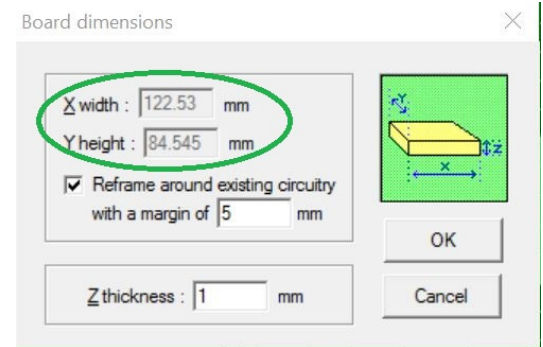 Board dimensions
X width : 122.53 mm
Y height : 84.545 mm
Reframe around existing circuitry
with a margin of 5 mm
Z thickness : 1 mm
Y
Z
X
OK
Cancel